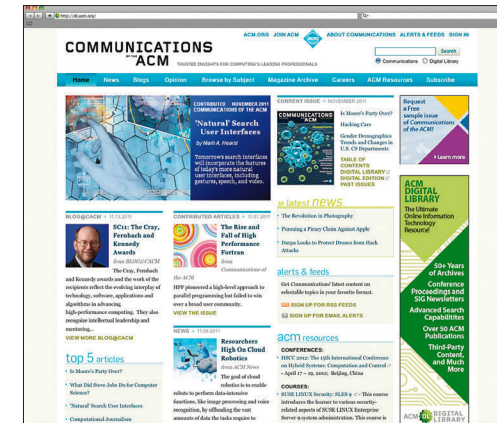 http://dl.acm.org/
Q-
ACM.ORG JOIN ACM acm ABOUT COMMUNICATIONS ALERTS & FEEDS SIGN IN
COMMUNICATIONS
OF THE ACM TRUSTED INSIGHTS FOR COMPUTING'S LEADING PROFESSIONALS
Search
Communications Digital Library
Home News Blogs Opinion Browse by Subject Magazine Archive Careers ACM Resources Subscribe
CONTRIBUTED - NOVEMBER 2011
COMMUNICATIONS OF THE ACM
'Natural' Search
User Interfaces
by Marti A. Hearst
Tomorrow's search interfaces
will incorporate the features
of today's more natural
user interfaces, including
gestures, speech, and video.
CURRENT ISSUE » NOVEMBER 2011
COMMUNICATIONS
ACM
Is Moore's Party Over?
Hacking Cars
Gender Demographics
Trends and Changes in
U.S. CS Departments
TABLE OF
CONTENTS
DIGITAL LIBRARY
DIGITAL EDITION
PAST ISSUES
» latest news
The Revolution in Photography
Pursuing a Piracy Claim Against Apple
Darpa Looks to Protect Drones from Hack
Attacks
alerts & feeds
Get Communications' latest content on
selected topics in your favorite format.
SIGN UP FOR RSS FEEDS
SIGN UP FOR EMAIL ALERTS
acm resources
CONFERENCES:
HSCC 2012: The 15th International Conference
on Hybrid Systems: Computation and Control
- April 17 – 19, 2012; Beijing, China
COURSES:
SUSE LINUX Security: SLES 9 - This course
introduces the learner to various security-
related aspects of SUSE LINUX Enterprise
Server 9 system administration. This course is
BLOG@CACM » 11.13.2011
SC11: The Cray,
Fernbach and
Kennedy
Awards
from BLOG@CACM
The Cray, Fernbach
and Kennedy awards and the work of the
recipients reflect the evolving interplay of
technology, software, applications and
algorithms in advancing
high-performance computing. They also
recognize intellectual leadership and
mentoring...
VIEW MORE BLOG@CACM
top 5 articles
Is Moore's Party Over?
What Did Steve Jobs Do for Computer
Science?
'Natural' Search User Interfaces
Computational Journalism
CONTRIBUTED ARTICLES » 11.01.2011
The Rise and
Fall of High
Performance
Fortran
from
Communications of
the ACM
HPF pioneered a high-level approach to
parallel programming but failed to win
over a broad user community.
VIEW THE ISSUE
NEWS » 11.09.2011
Researchers
High On Cloud
Robotics
from ACM News
The goal of cloud
robotics is to enable
robots to perform data-intensive
functions, like image processing and voice
recognition, by offloading the vast
amounts of data the tasks require to
Request
a Free
sample issue
of Communications
of the ACM!
Learn more
ACM
DIGITAL
LIBRARY
The Ultimate
Online Information
Technology
Resource!
50+ Years
of Archives
Conference
Proceedings and
SIG Newsletters
Advanced Search
Capabilities
Over 50 ACM
Publications
Third-Party
Content,
and Much
More
ACM DL DIGITAL
LIBRARY